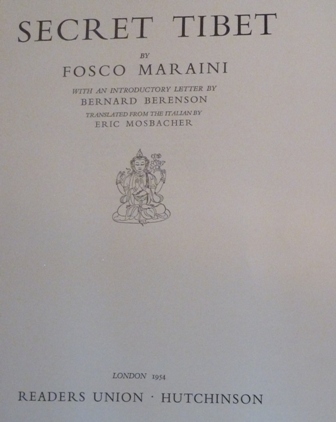 SECRET TIBET
BY
FOSCO MARAINI
WITH AN INTRODUCTORY LETTER BY
BERNARD BERENSON
TRANSLATED FROM THE ITALIAN BY
ERIC MOSBACHER
LONDON 1954
READERS UNION · HUTCHINSON